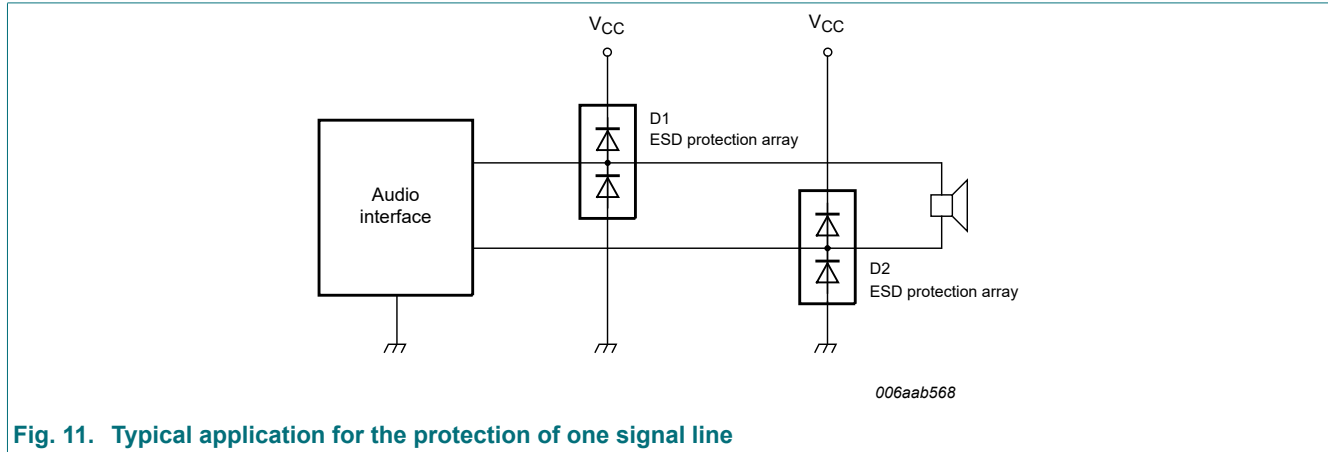 VCC
VCC
D1
ESD protection array
Audio
interface
D2
ESD protection array
006aab568
Fig. 11. Typical application for the protection of one signal line